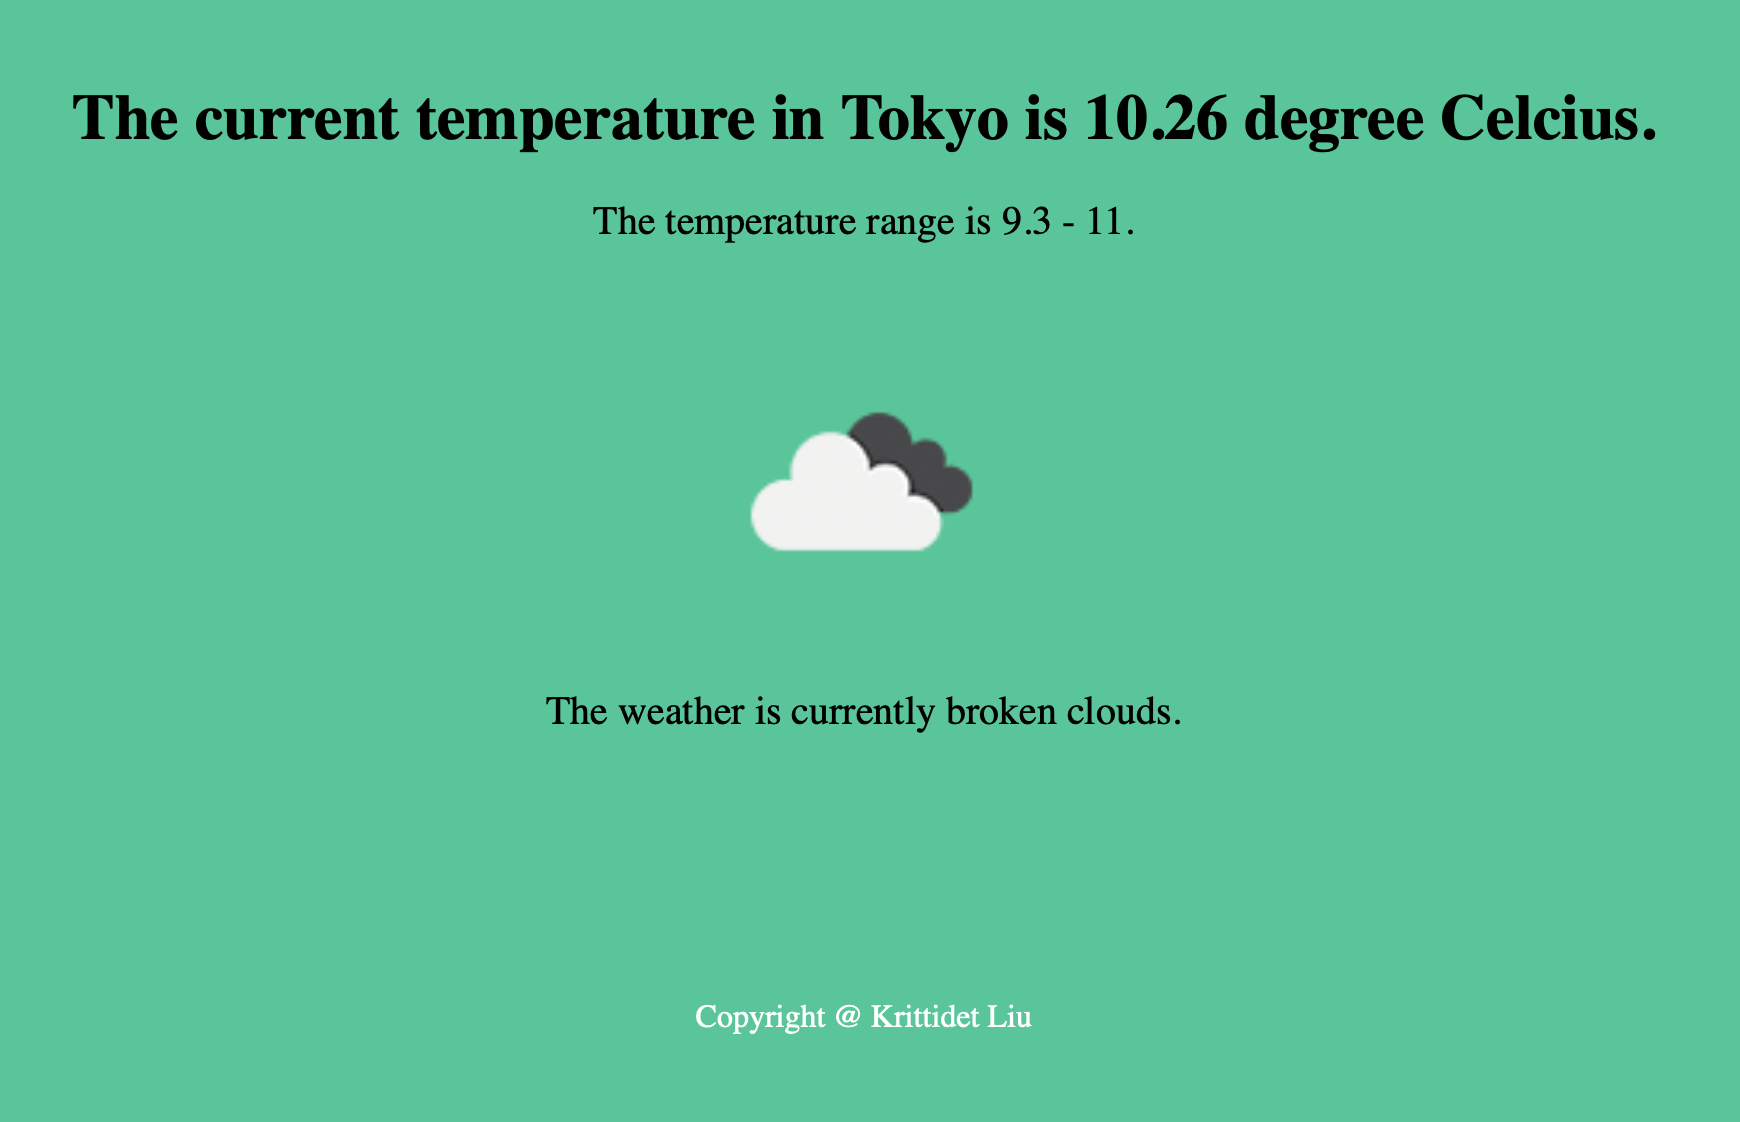 The current temperature in Tokyo is 10.26 degree Celcius.
The temperature range is 9.3 - 11.
The weather is currently broken clouds.
Copyright @ Krittidet Liu